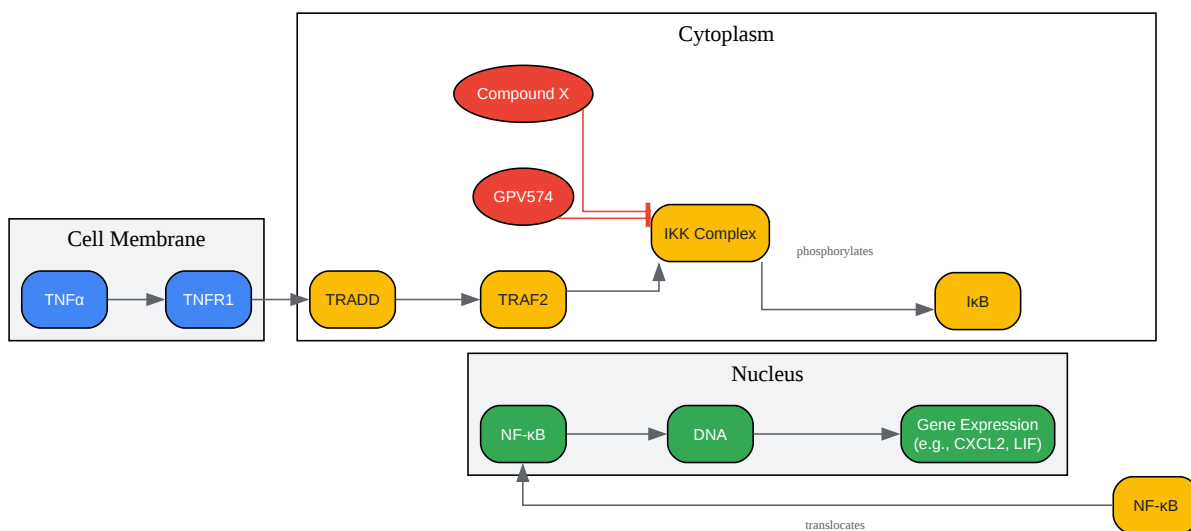 Cytoplasm
Compound X
GPV574
IKK Complex
Cell Membrane
phosphorylates
TNFα
TNFR1
TRADD
TRAF2
IκB
Nucleus
NF-κB
DNA
Gene Expression
(e.g., CXCL2, LIF)
NF-κB
translocates